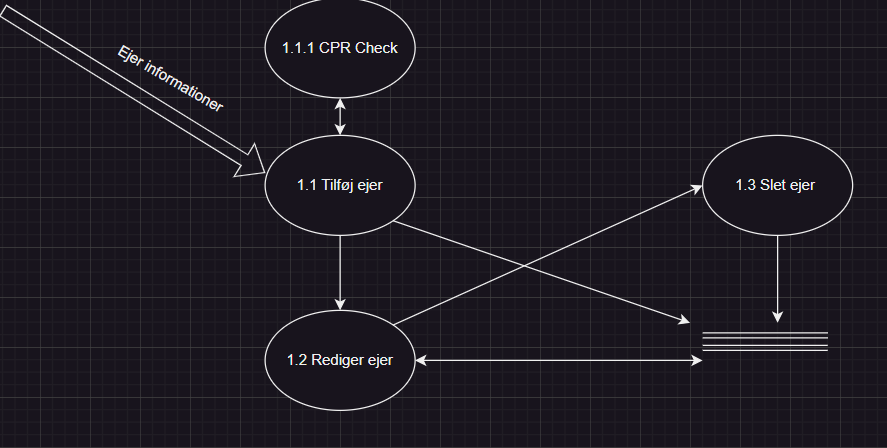 1.1.1 CPR Check
Ejer informationer
1.1 Tilføj ejer
1.3 Slet ejer
1.2 Rediger ejer